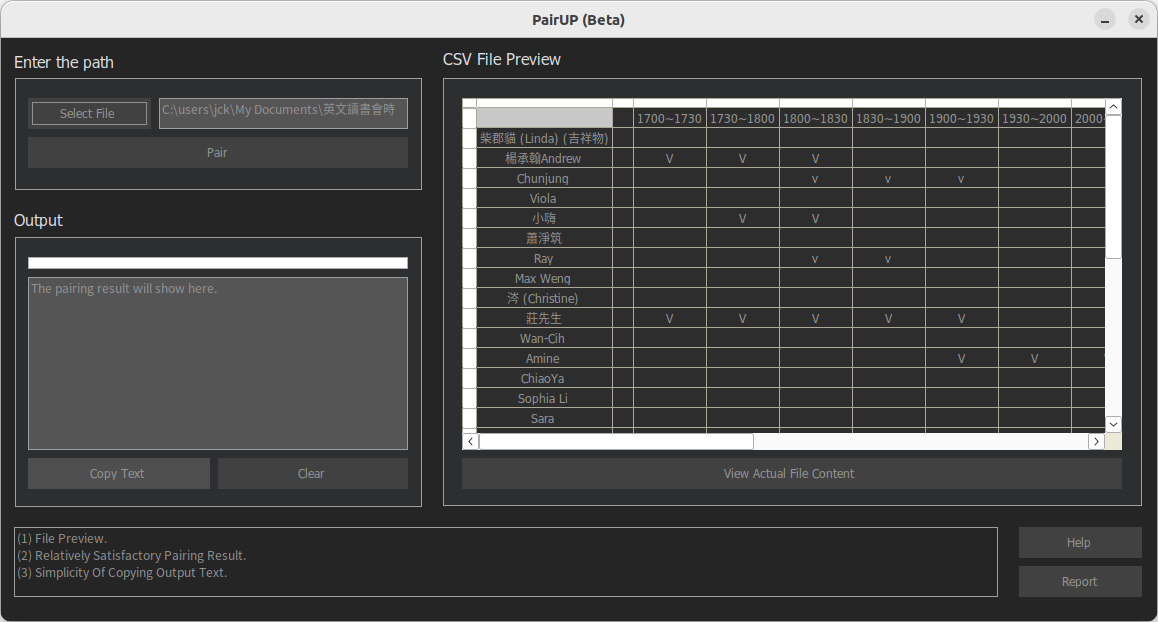 PairUP (Beta)
Enter the path
Select File
C:\users\jck\My Documents\英文讀書會時
Pair
Output
The pairing result will show here.
Copy Text
Clear
CSV File Preview
1700~1730 1730~1800 1800~1830 1830~1900 1900~1930 1930~2000 2000
柴郡貓 (Linda) (吉祥物)
楊承翰Andrew V V V
Chunjung v v v
Viola
小嗨 V V
蕭淨筑
Ray v v
Max Weng
涔 (Christine)
莊先生 V V V V V
Wan-Cih
Amine V V
ChiaoYa
Sophia Li
Sara
View Actual File Content
(1) File Preview.
(2) Relatively Satisfactory Pairing Result.
(3) Simplicity Of Copying Output Text.
Help
Report